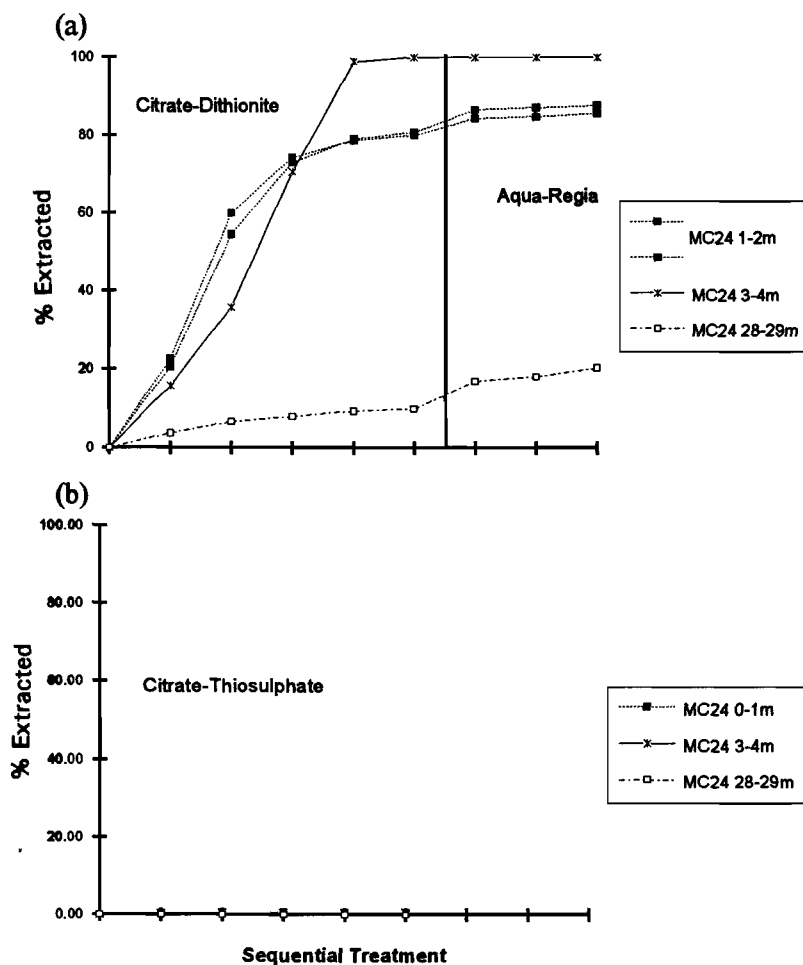 (a)
100
80
60
40
20
0
% Extracted
Citrate-Dithionite
Aqua-Regia
MC24 1-2m
MC24 3-4m
MC24 28-29m
(b)
100.00
80.00
60.00
40.00
20.00
0.00
% Extracted
Citrate-Thiosulphate
MC24 0-1m
MC24 3-4m
MC24 28-29m
Sequential Treatment